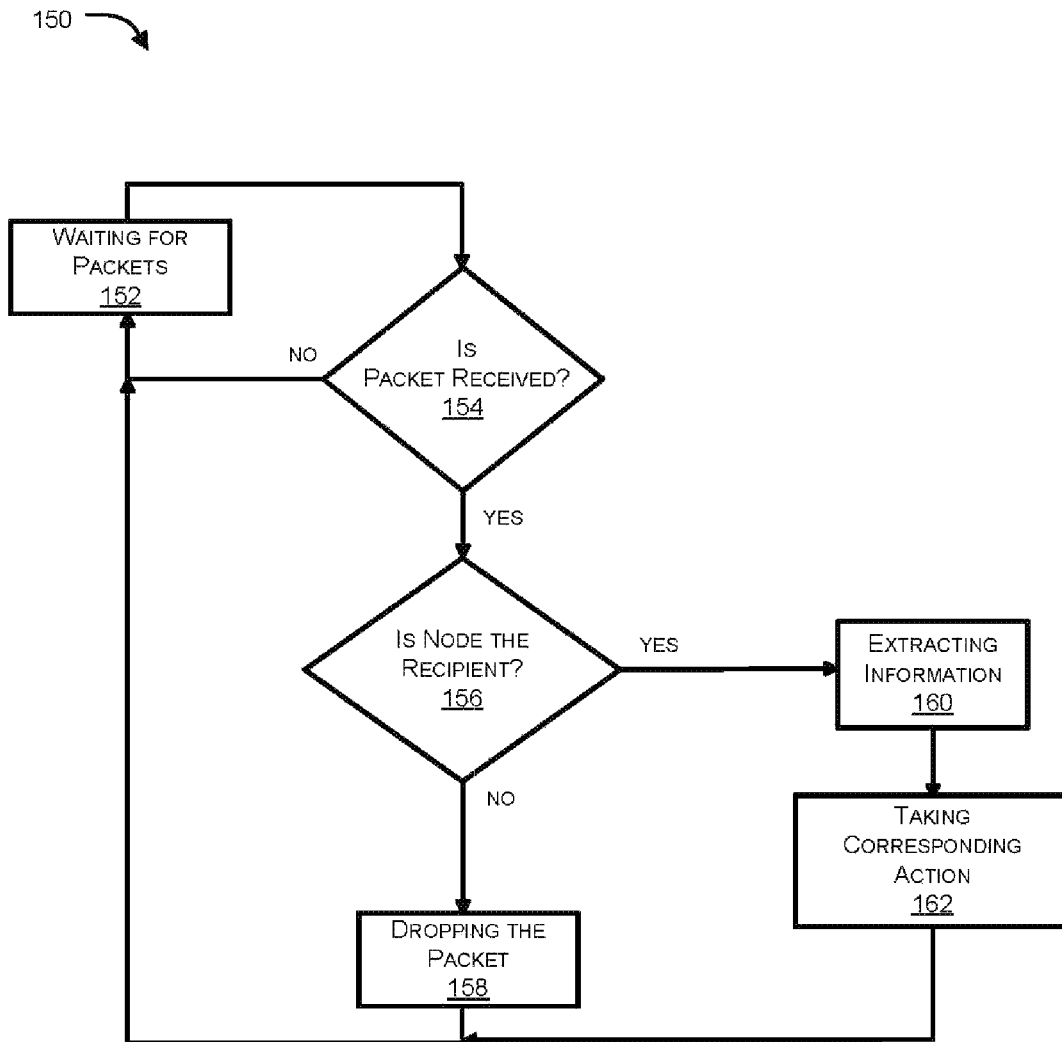 150
WAITING FOR
PACKETS
152
IS
PACKET RECEIVED?
154
NO
YES
IS NODE THE
RECIPIENT?
156
YES
NO
EXTRACTING
INFORMATION
160
TAKING
CORRESPONDING
ACTION
162
DROPPING THE
PACKET
158